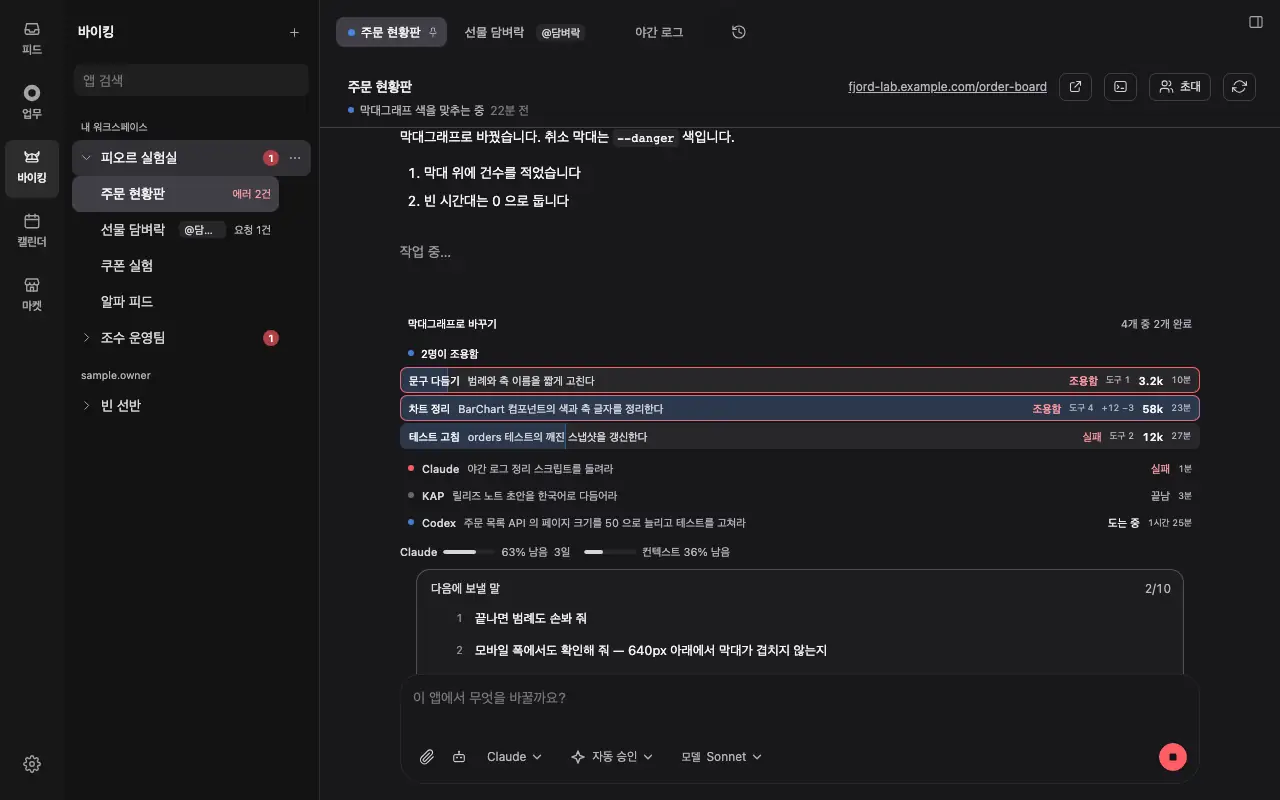 피드
업무
바이킹
캘린더
마켓
바이킹
앱 검색
내 워크스페이스
피오르 실험실 1
주문 현황판 에러 2건
선물 담벼락 @담... 요청 1건
쿠폰 실험
알파 피드
조수 운영팀 1
sample.owner
빈 선반
주문 현황판 선물 담벼락 @담벼락 야간 로그
주문 현황판
막대그래프 색을 맞추는 중 22분 전
fjord-lab.example.com/order-board 초대
막대그래프로 바꿨습니다. 취소 막대는 --danger 색입니다.
1. 막대 위에 건수를 적었습니다
2. 빈 시간대는 0 으로 둡니다
작업 중...
막대그래프로 바꾸기 4개 중 2개 완료
2명이 조용함
문구 다듬기 범례와 축 이름을 짧게 고친다 조용함 도구 1 3.2k 10분
차트 정리 BarChart 컴포넌트의 색과 축 글자를 정리한다 조용함 도구 4 +12 −3 58k 23분
테스트 고침 orders 테스트의 깨진 스냅샷을 갱신한다 실패 도구 2 12k 27분
Claude 야간 로그 정리 스크립트를 돌려라 실패 1분
KAP 릴리즈 노트 초안을 한국어로 다듬어라 끝남 3분
Codex 주문 목록 API 의 페이지 크기를 50 으로 늘리고 테스트를 고쳐라 도는 중 1시간 25분
Claude 63% 남음 3일 컨텍스트 36% 남음
다음에 보낼 말 2/10
1 끝나면 범례도 손봐 줘
2 모바일 폭에서도 확인해 줘 — 640px 아래에서 막대가 겹치지 않는지
이 앱에서 무엇을 바꿀까요?
Claude 자동 승인 모델 Sonnet